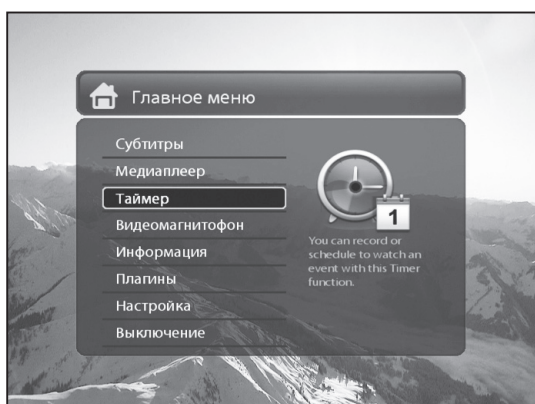 Главное меню
Субтитры
Медиаплеер
Таймер
Видеомагнитофон
Информация
Плагины
Настройка
Выключение
1
You can record or
schedule to watch an
event with this Timer
function.